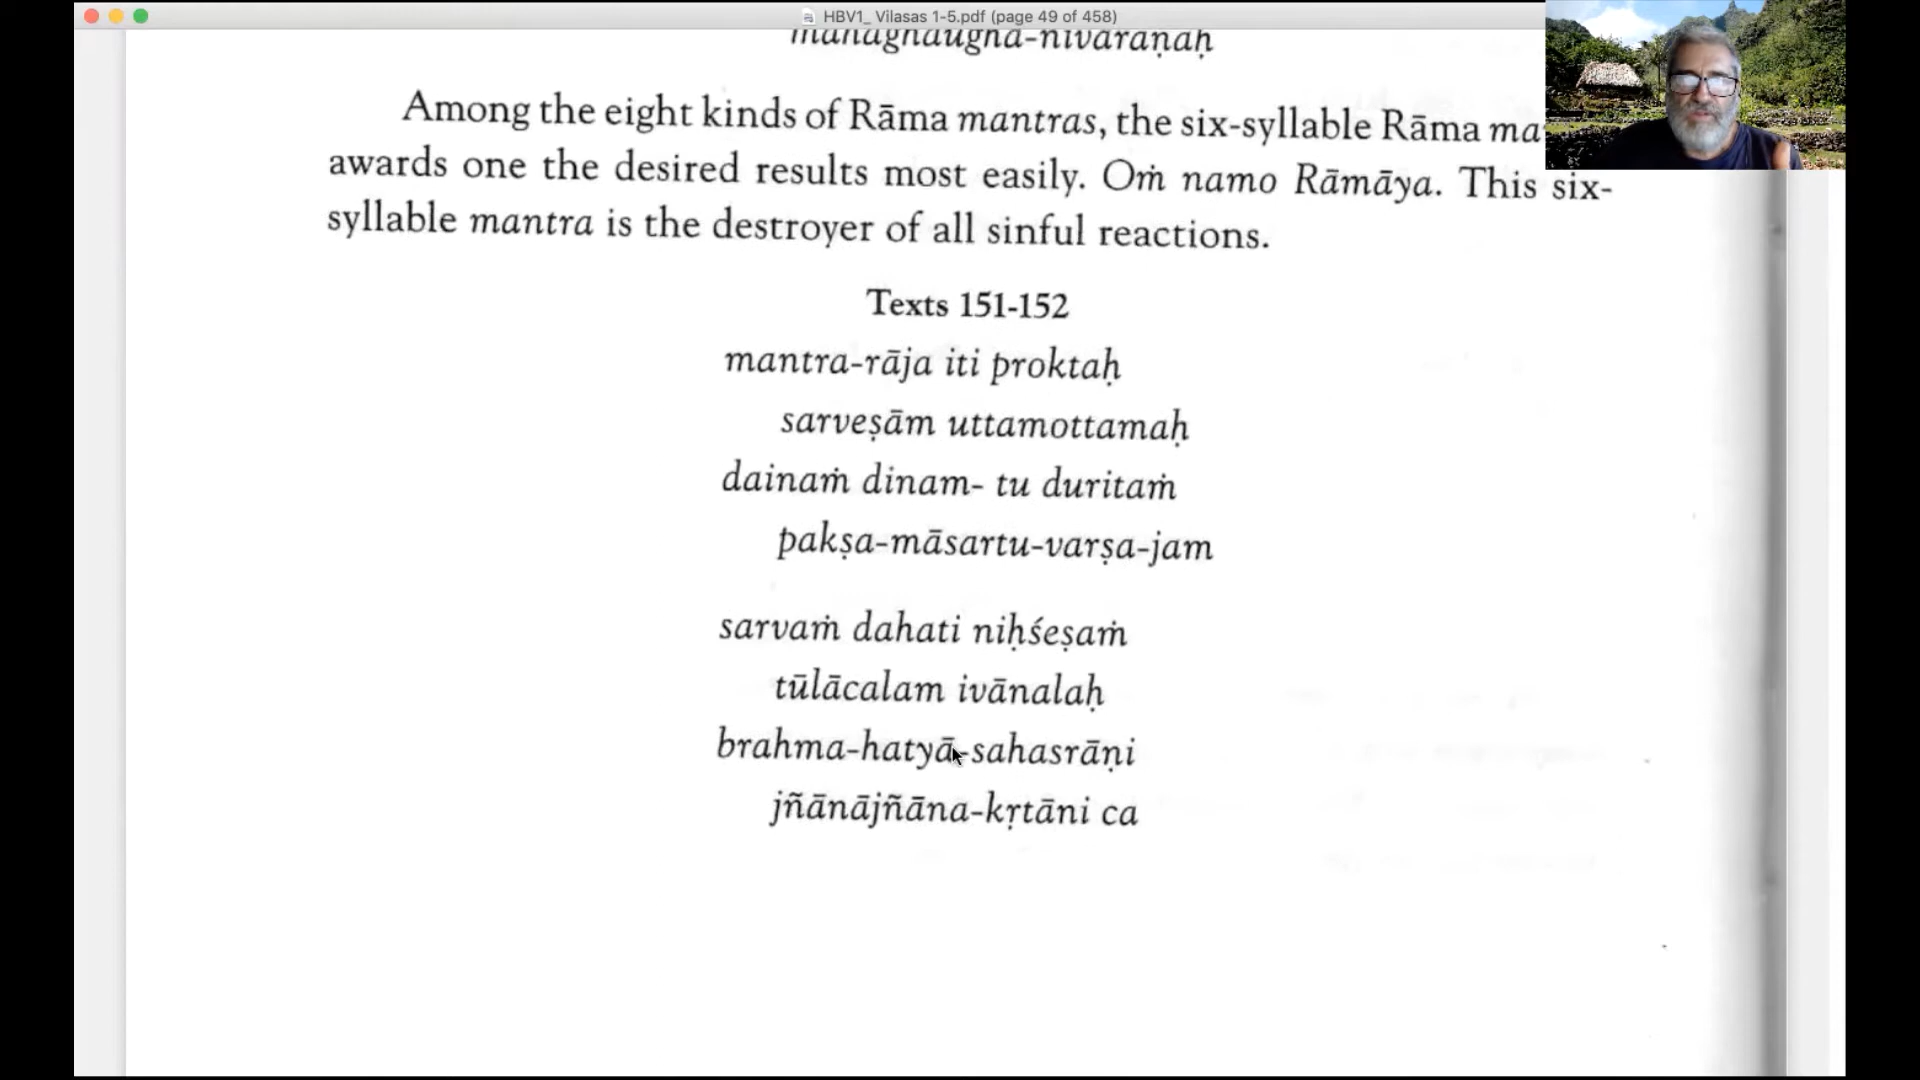 HBV1_ Vilasas 1-5.pdf (page 49 of 458)
mahāghaugha-nivāraṇaḥ
Among the eight kinds of Rāma mantras, the six-syllable Rāma
awards one the desired results most easily. Oṁ namo Rāmāya. This six-
syllable mantra is the destroyer of all sinful reactions.
Texts 151-152
mantra-rāja iti proktaḥ
sarveṣām uttamottamaḥ
dainaṁ dinam- tu duritaṁ
pakṣa-māsartu-varṣa-jam
sarvaṁ dahati niḥśeṣaṁ
tūlācalam ivānalaḥ
brahma-hatyā-sahasrāṇi
jñānājñāna-kṛtāni ca